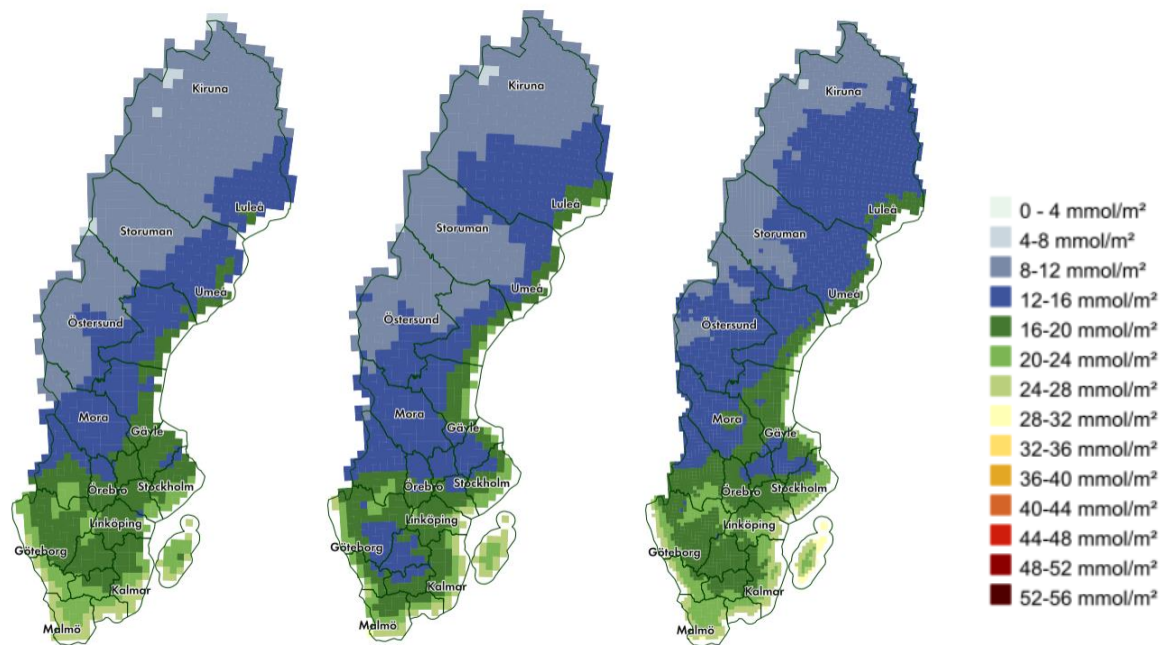 Kiruna
Luleå
Storuman
Umeå
Östersund
Mora
Gävle
Örebro
Stockholm
Linköping
Göteborg
Kalmar
Malmö
Kiruna
Luleå
Storuman
Umeå
Östersund
Mora
Gävle
Örebro
Stockholm
Linköping
Göteborg
Kalmar
Malmö
Kiruna
Luleå
Storuman
Umeå
Östersund
Mora
Gävle
Örebro
Stockholm
Linköping
Göteborg
Kalmar
Malmö
0 - 4 mmol/m²
4-8 mmol/m²
8-12 mmol/m²
12-16 mmol/m²
16-20 mmol/m²
20-24 mmol/m²
24-28 mmol/m²
28-32 mmol/m²
32-36 mmol/m²
36-40 mmol/m²
40-44 mmol/m²
44-48 mmol/m²
48-52 mmol/m²
52-56 mmol/m²